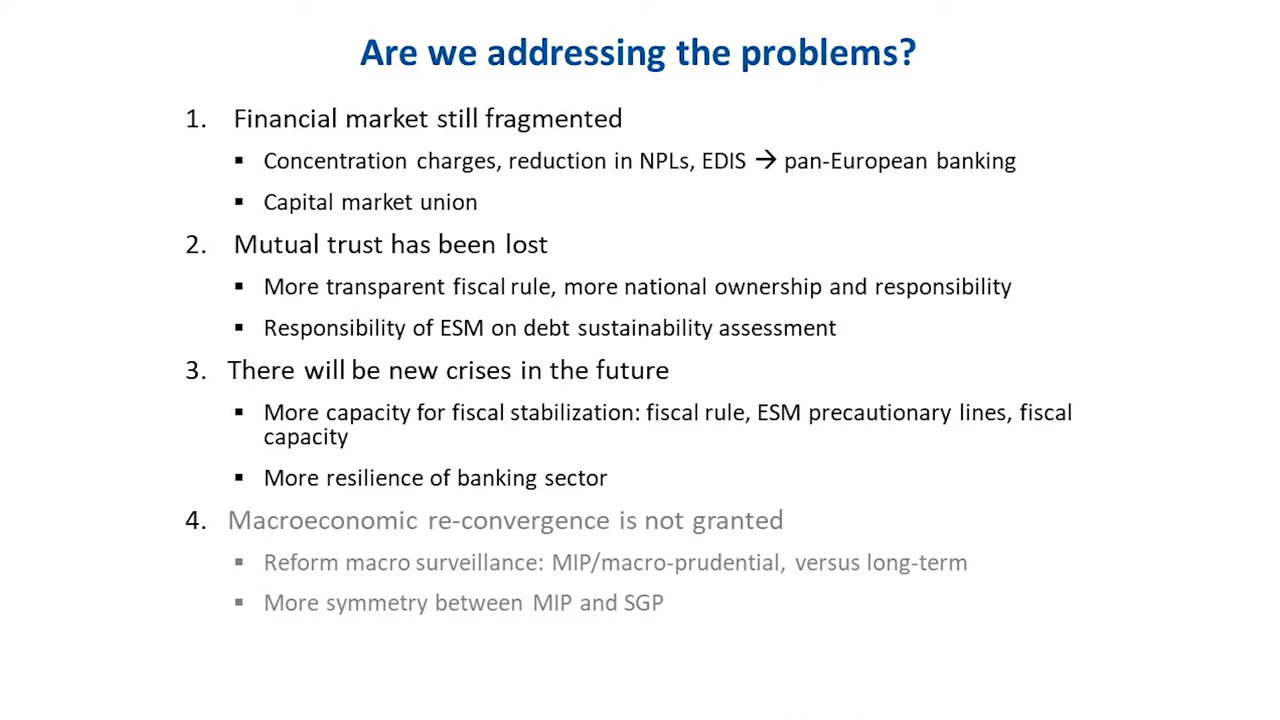 Are we addressing the problems?
1. Financial market still fragmented
▪ Concentration charges, reduction in NPLs, EDIS → pan-European banking
▪ Capital market union
2. Mutual trust has been lost
▪ More transparent fiscal rule, more national ownership and responsibility
▪ Responsibility of ESM on debt sustainability assessment
3. There will be new crises in the future
▪ More capacity for fiscal stabilization: fiscal rule, ESM precautionary lines, fiscal
capacity
▪ More resilience of banking sector
4. Macroeconomic re-convergence is not granted
▪ Reform macro surveillance: MIP/macro-prudential, versus long-term
▪ More symmetry between MIP and SGP